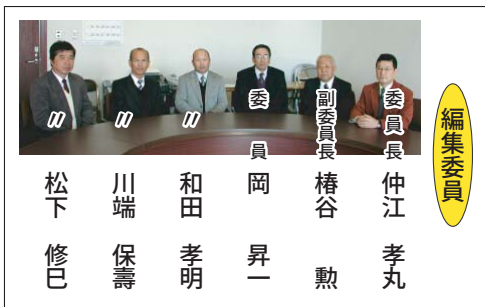 編集委員
委員長 仲江 孝丸
副委員長 椿谷 勲
委員 岡 昇一
〃 和田 孝明
〃 川端 保壽
〃 松下 修巳